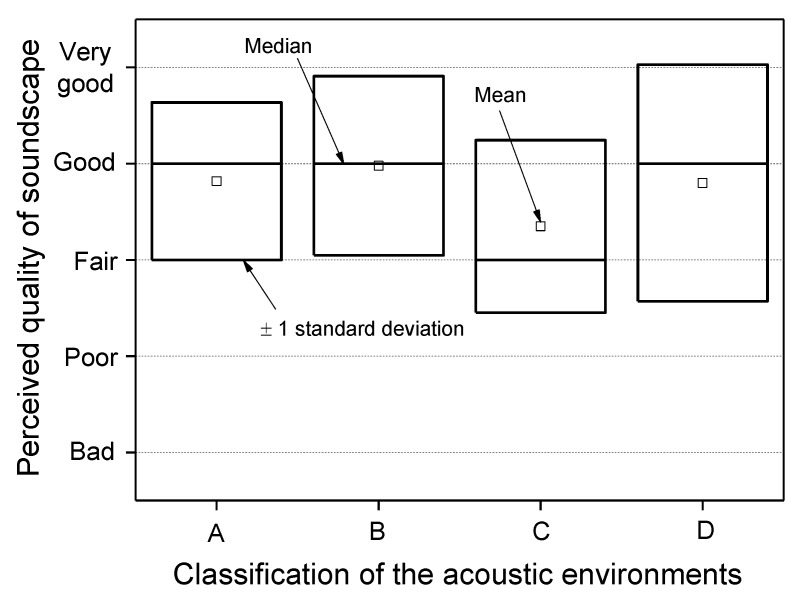 Perceived quality of soundscape
Very
good
Good
Fair
Poor
Bad
Median
Mean
± 1 standard deviation
A
B
C
D
Classification of the acoustic environments